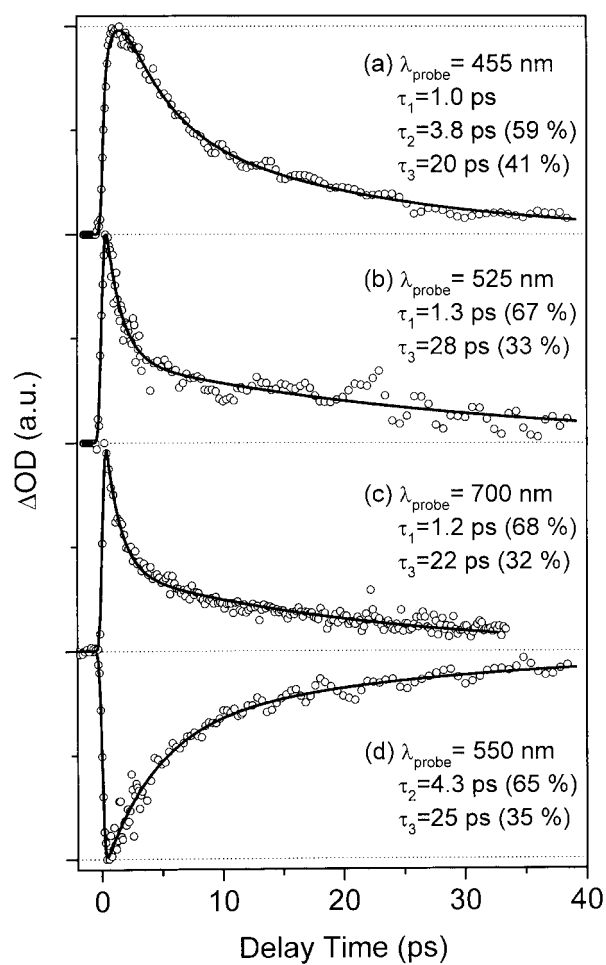 (a) λprobe = 455 nm
τ1=1.0 ps
τ2=3.8 ps (59 %)
τ3=20 ps (41 %)
(b) λprobe = 525 nm
τ1=1.3 ps (67 %)
τ3=28 ps (33 %)
ΔOD (a.u.)
(c) λprobe = 700 nm
τ1=1.2 ps (68 %)
τ3=22 ps (32 %)
(d) λprobe = 550 nm
τ2=4.3 ps (65 %)
τ3=25 ps (35 %)
0 10 20 30 40
Delay Time (ps)